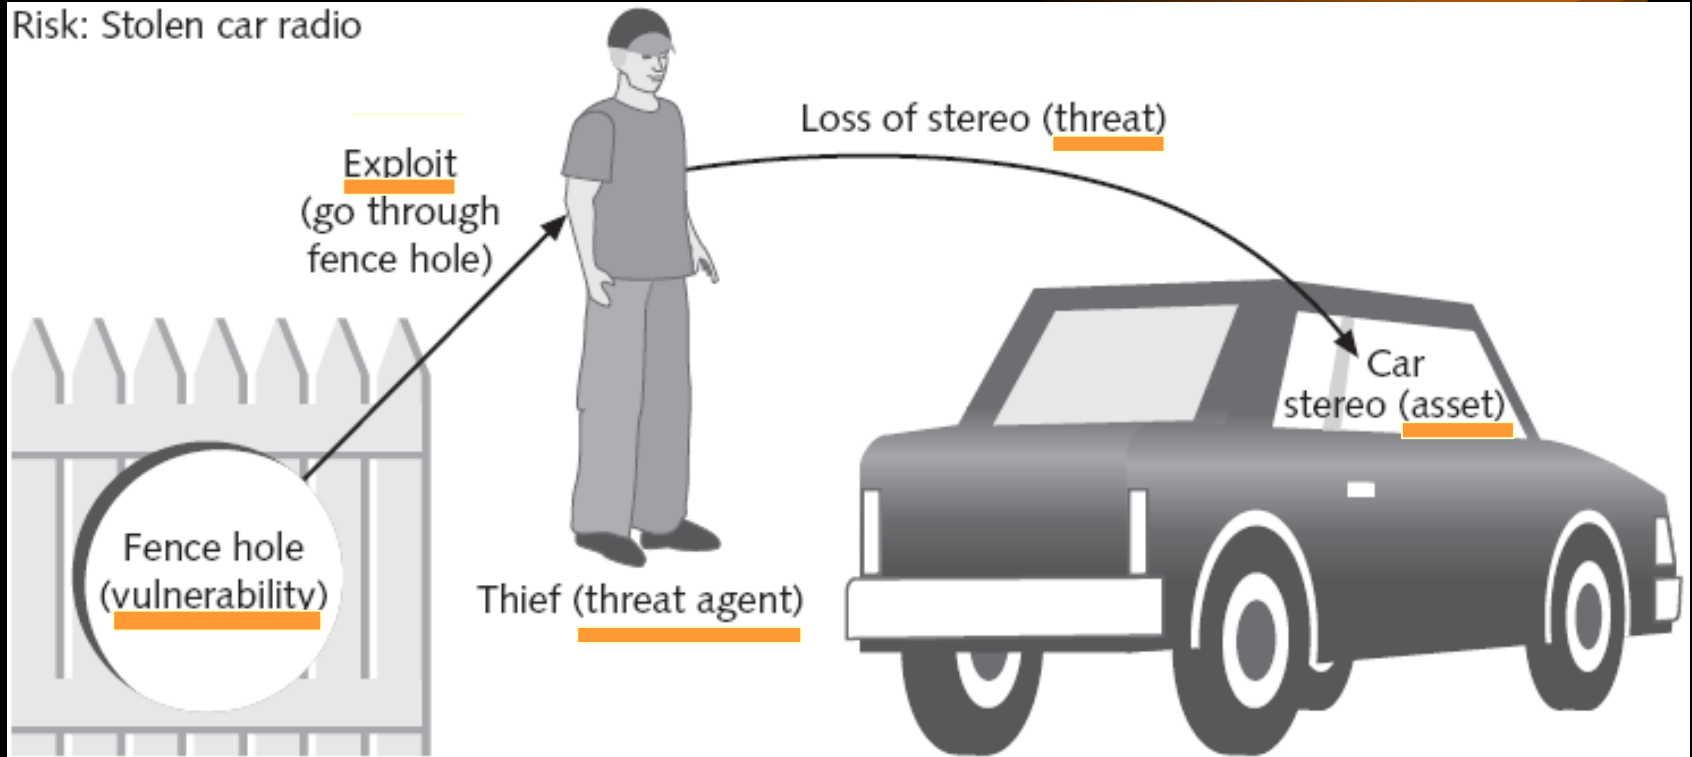 Risk: Stolen car radio
Exploit
(go through
fence hole)
Loss of stereo (threat)
Car
stereo (asset)
Fence hole
(vulnerability)
Thief (threat agent)